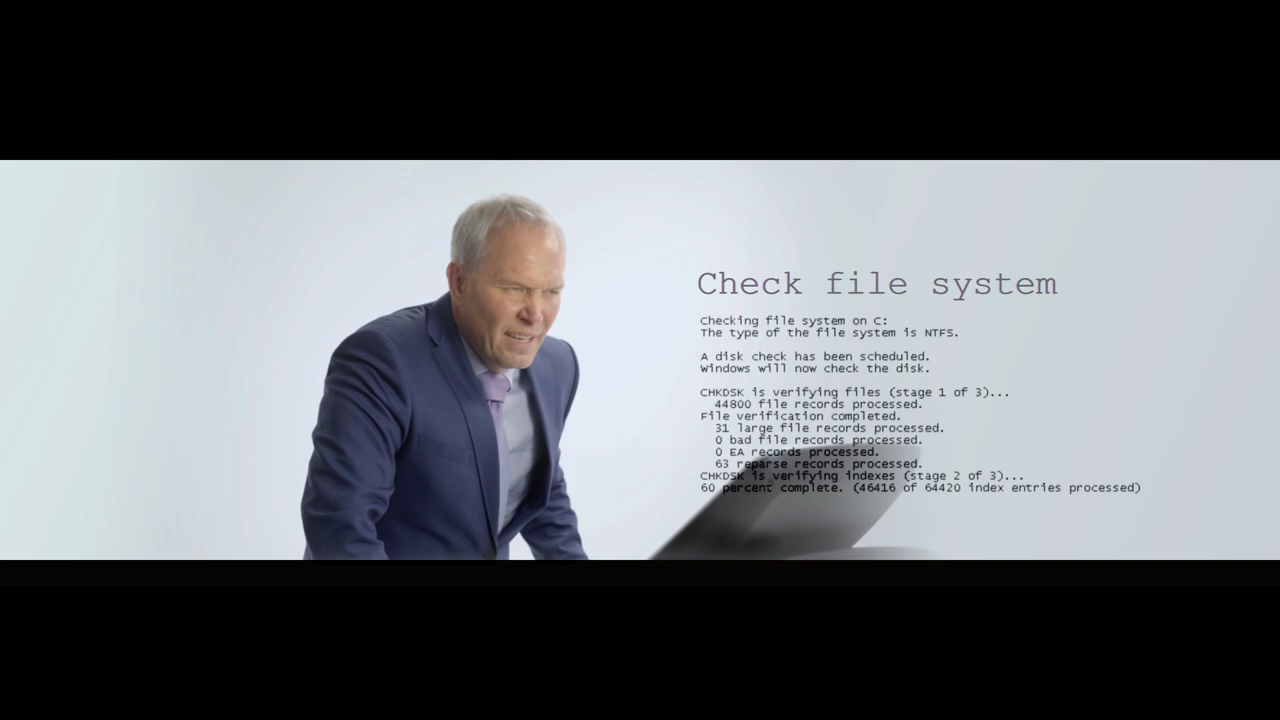 Check file system
Checking file system on C:
The type of the file system is NTFS.
A disk check has been scheduled.
Windows will now check the disk.
CHKDSK is verifying files (stage 1 of 3)...
44800 file records processed.
File verification completed.
31 large file records processed.
0 bad file records processed.
0 EA records processed.
63 reparse records processed.
CHKDSK is verifying indexes (stage 2 of 3)...
60 percent complete. (46416 of 64420 index entries processed)